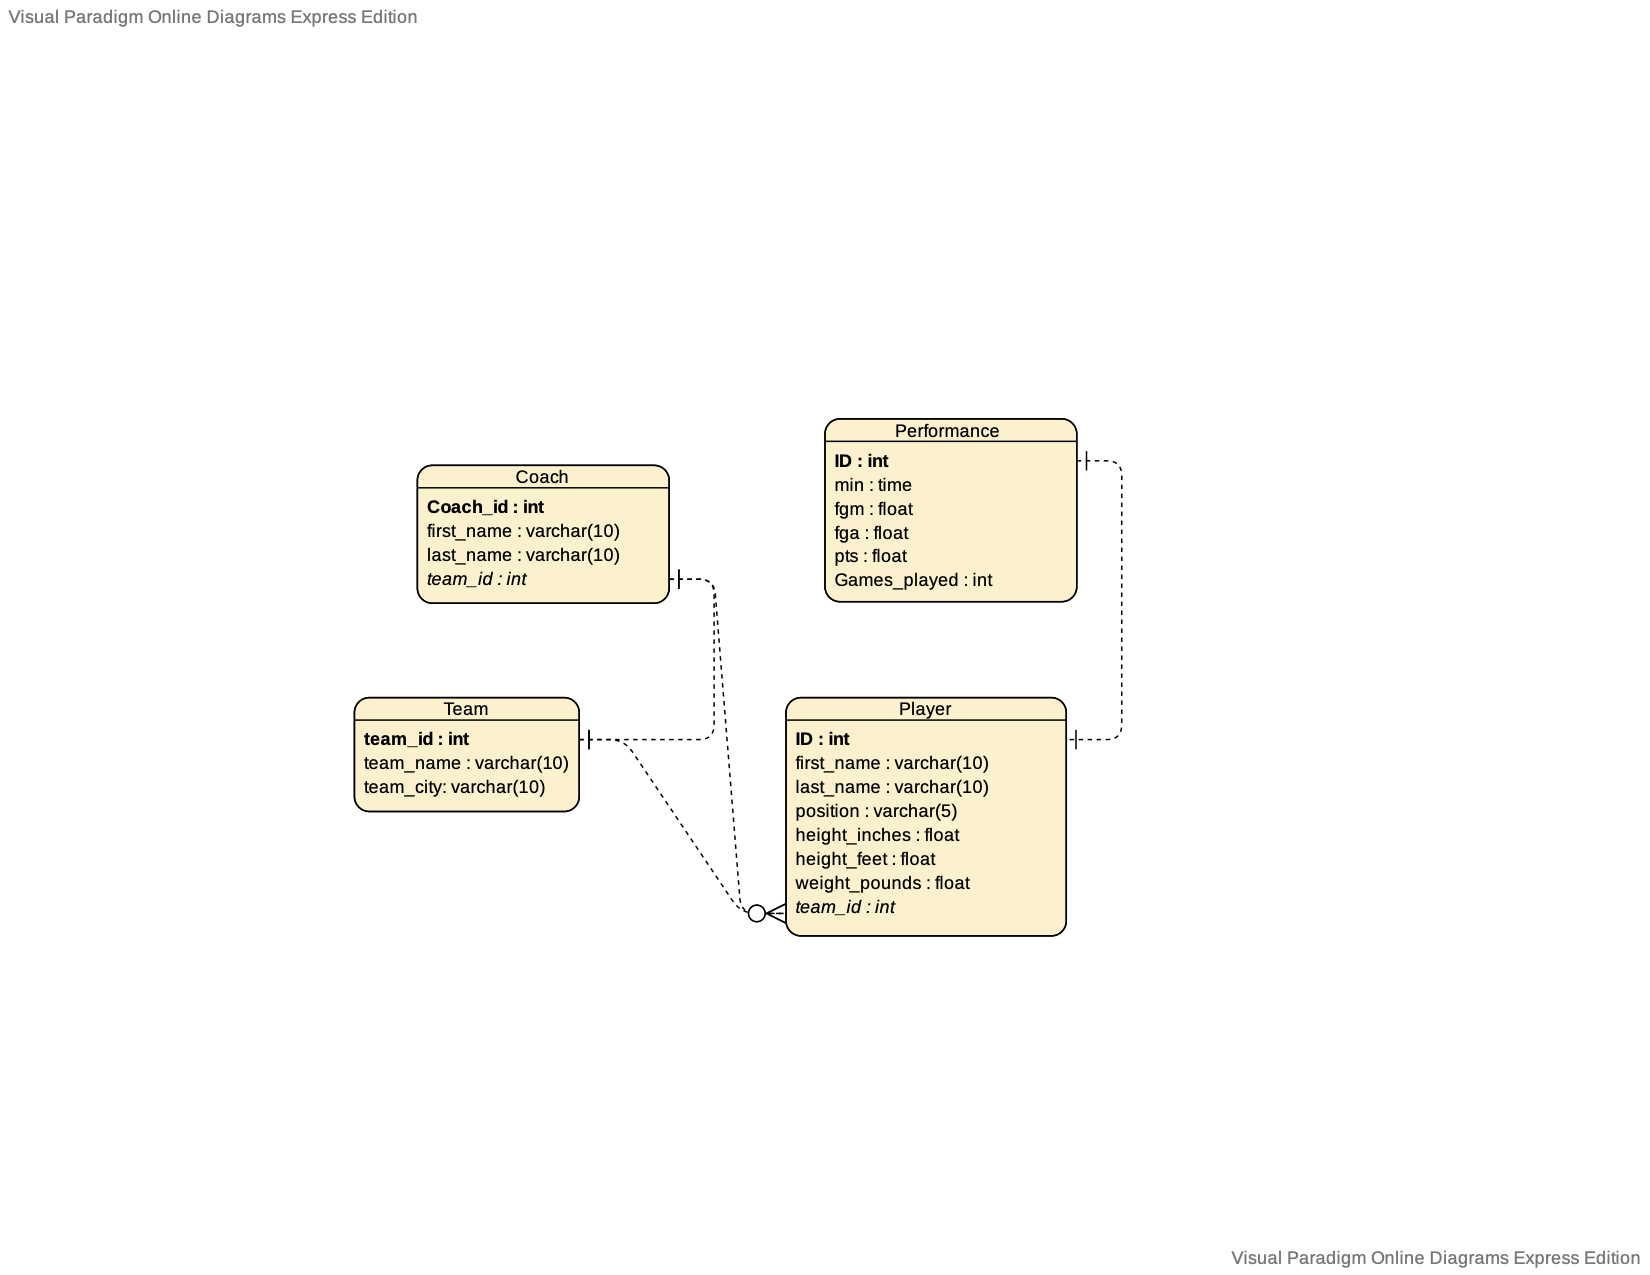 Visual Paradigm Online Diagrams Express Edition
Coach
Coach_id : int
first_name : varchar(10)
last_name : varchar(10)
team_id : int
Performance
ID : int
min : time
fgm : float
fga : float
pts : float
Games_played : int
Team
team_id : int
team_name : varchar(10)
team_city: varchar(10)
Player
ID : int
first_name : varchar(10)
last_name : varchar(10)
position : varchar(5)
height_inches : float
height_feet : float
weight_pounds : float
team_id : int
Visual Paradigm Online Diagrams Express Edition